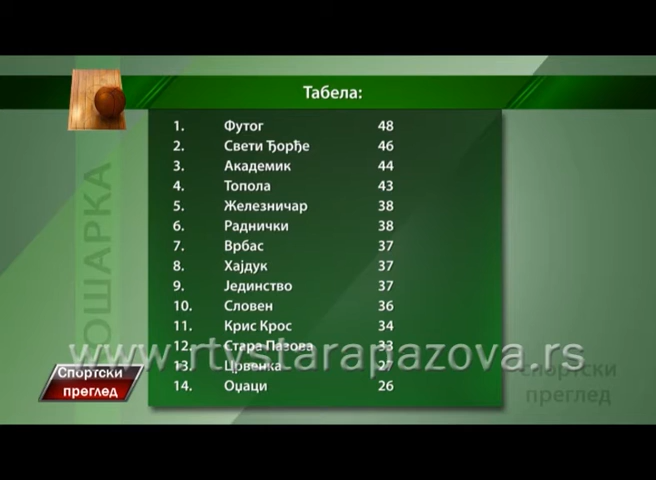 Табела:
1. Футог 48
2. Свети Ђорђе 46
3. Академик 44
4. Топола 43
5. Железничар 38
6. Раднички 38
7. Врбас 37
8. Хајдук 37
9. Јединство 37
10. Словен 36
11. Крис Крос 34
12. Стара Пазова 33
13. Црвенка 27
14. Оџаци 26
www.rtvstarapazova.rs
ОШАРКА
Спортски
преглед
спортски
преглед